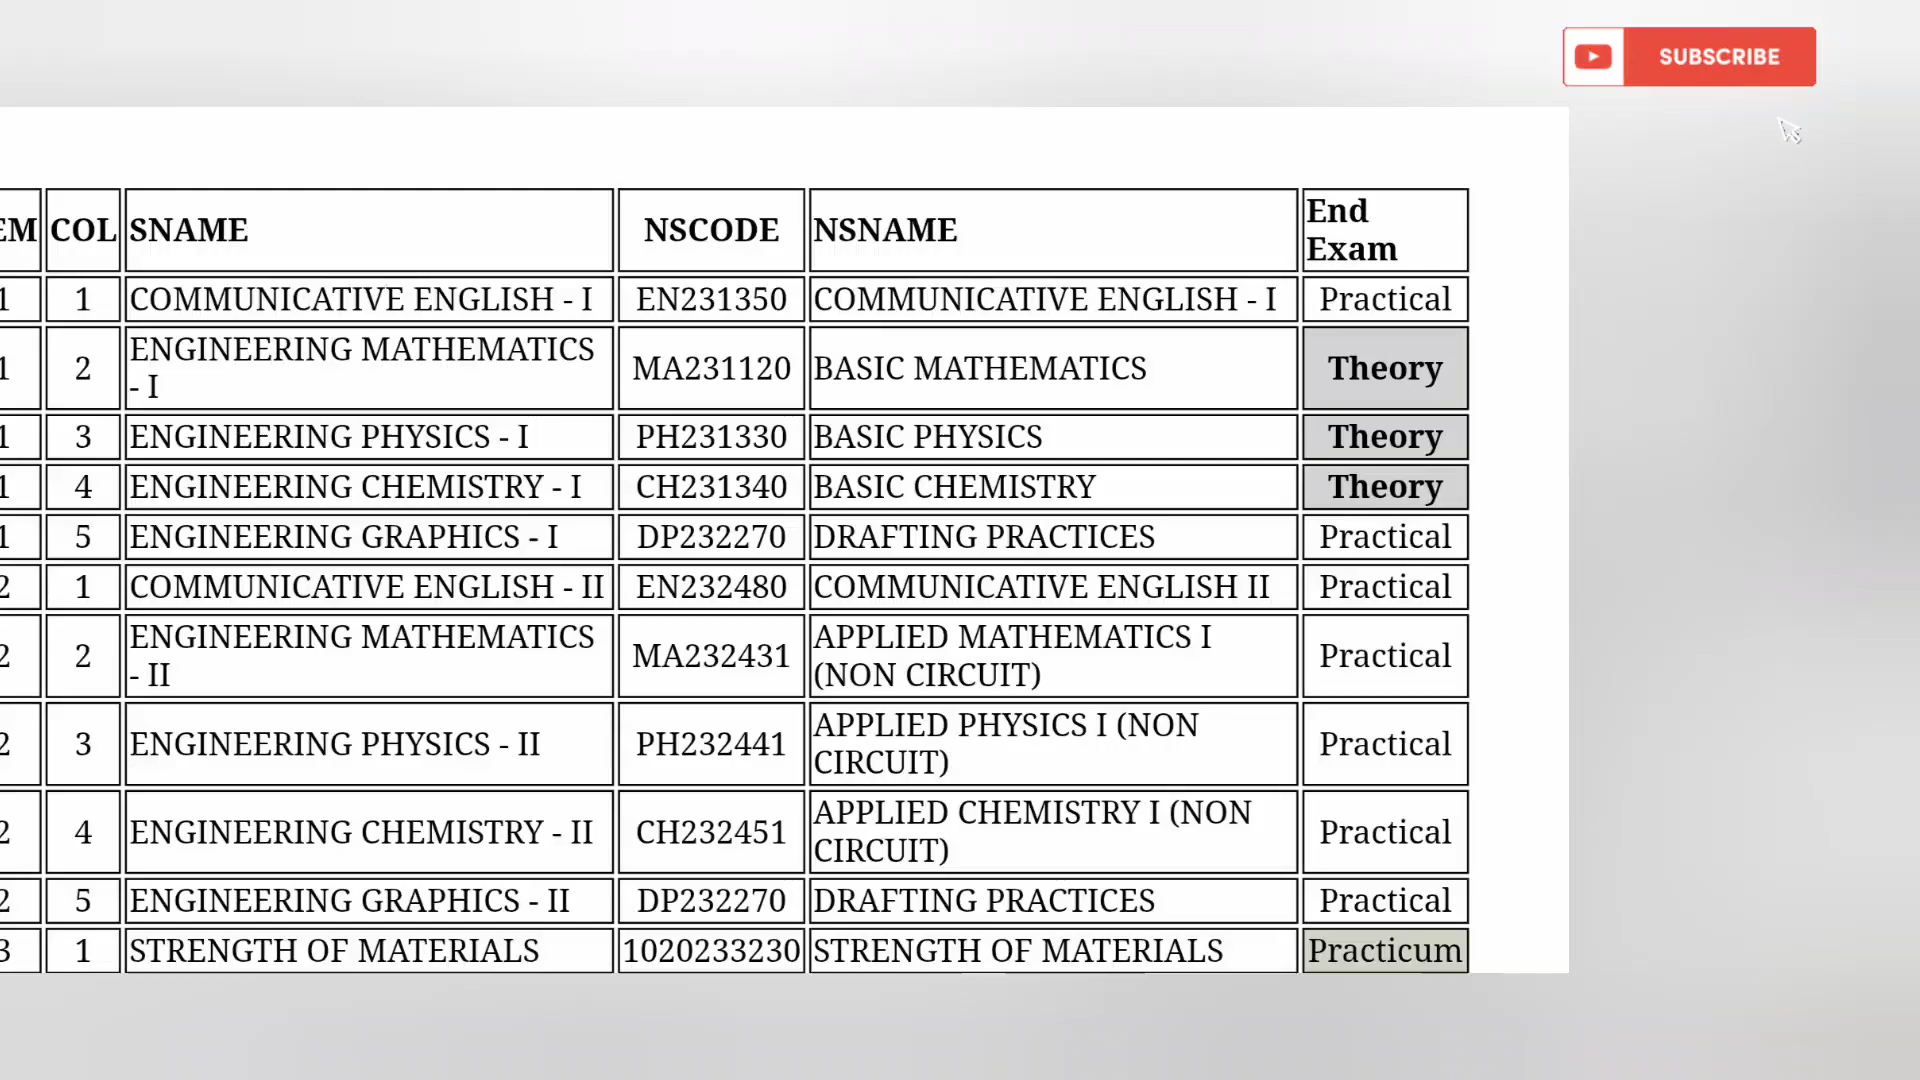 SUBSCRIBE
EM COL SNAME NSCODE NSNAME End Exam
1 1 COMMUNICATIVE ENGLISH - I EN231350 COMMUNICATIVE ENGLISH - I Practical
1 2 ENGINEERING MATHEMATICS - I MA231120 BASIC MATHEMATICS Theory
1 3 ENGINEERING PHYSICS - I PH231330 BASIC PHYSICS Theory
1 4 ENGINEERING CHEMISTRY - I CH231340 BASIC CHEMISTRY Theory
1 5 ENGINEERING GRAPHICS - I DP232270 DRAFTING PRACTICES Practical
2 1 COMMUNICATIVE ENGLISH - II EN232480 COMMUNICATIVE ENGLISH II Practical
2 2 ENGINEERING MATHEMATICS - II MA232431 APPLIED MATHEMATICS I (NON CIRCUIT) Practical
2 3 ENGINEERING PHYSICS - II PH232441 APPLIED PHYSICS I (NON CIRCUIT) Practical
2 4 ENGINEERING CHEMISTRY - II CH232451 APPLIED CHEMISTRY I (NON CIRCUIT) Practical
2 5 ENGINEERING GRAPHICS - II DP232270 DRAFTING PRACTICES Practical
3 1 STRENGTH OF MATERIALS 1020233230 STRENGTH OF MATERIALS Practicum